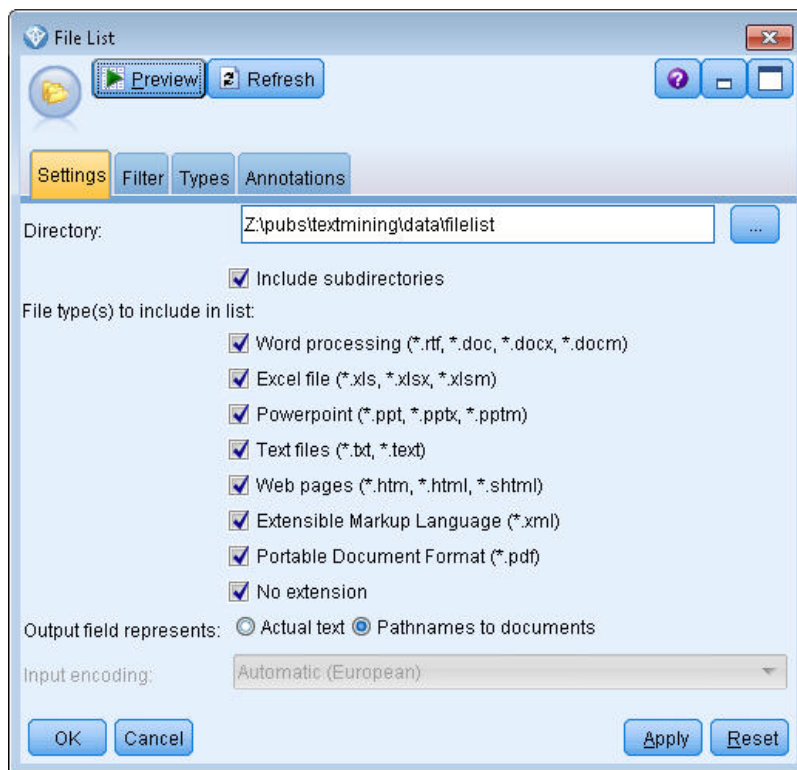 File List
Preview Refresh ?
Settings Filter Types Annotations
Directory: Z:\pubs\textmining\data\filelist ...
Include subdirectories
File type(s) to include in list:
Word processing (*.rtf, *.doc, *.docx, *.docm)
Excel file (*.xls, *.xlsx, *.xlsm)
Powerpoint (*.ppt, *.pptx, *.pptm)
Text files (*.txt, *.text)
Web pages (*.htm, *.html, *.shtml)
Extensible Markup Language (*.xml)
Portable Document Format (*.pdf)
No extension
Output field represents: Actual text Pathnames to documents
Input encoding: Automatic (European)
OK Cancel Apply Reset